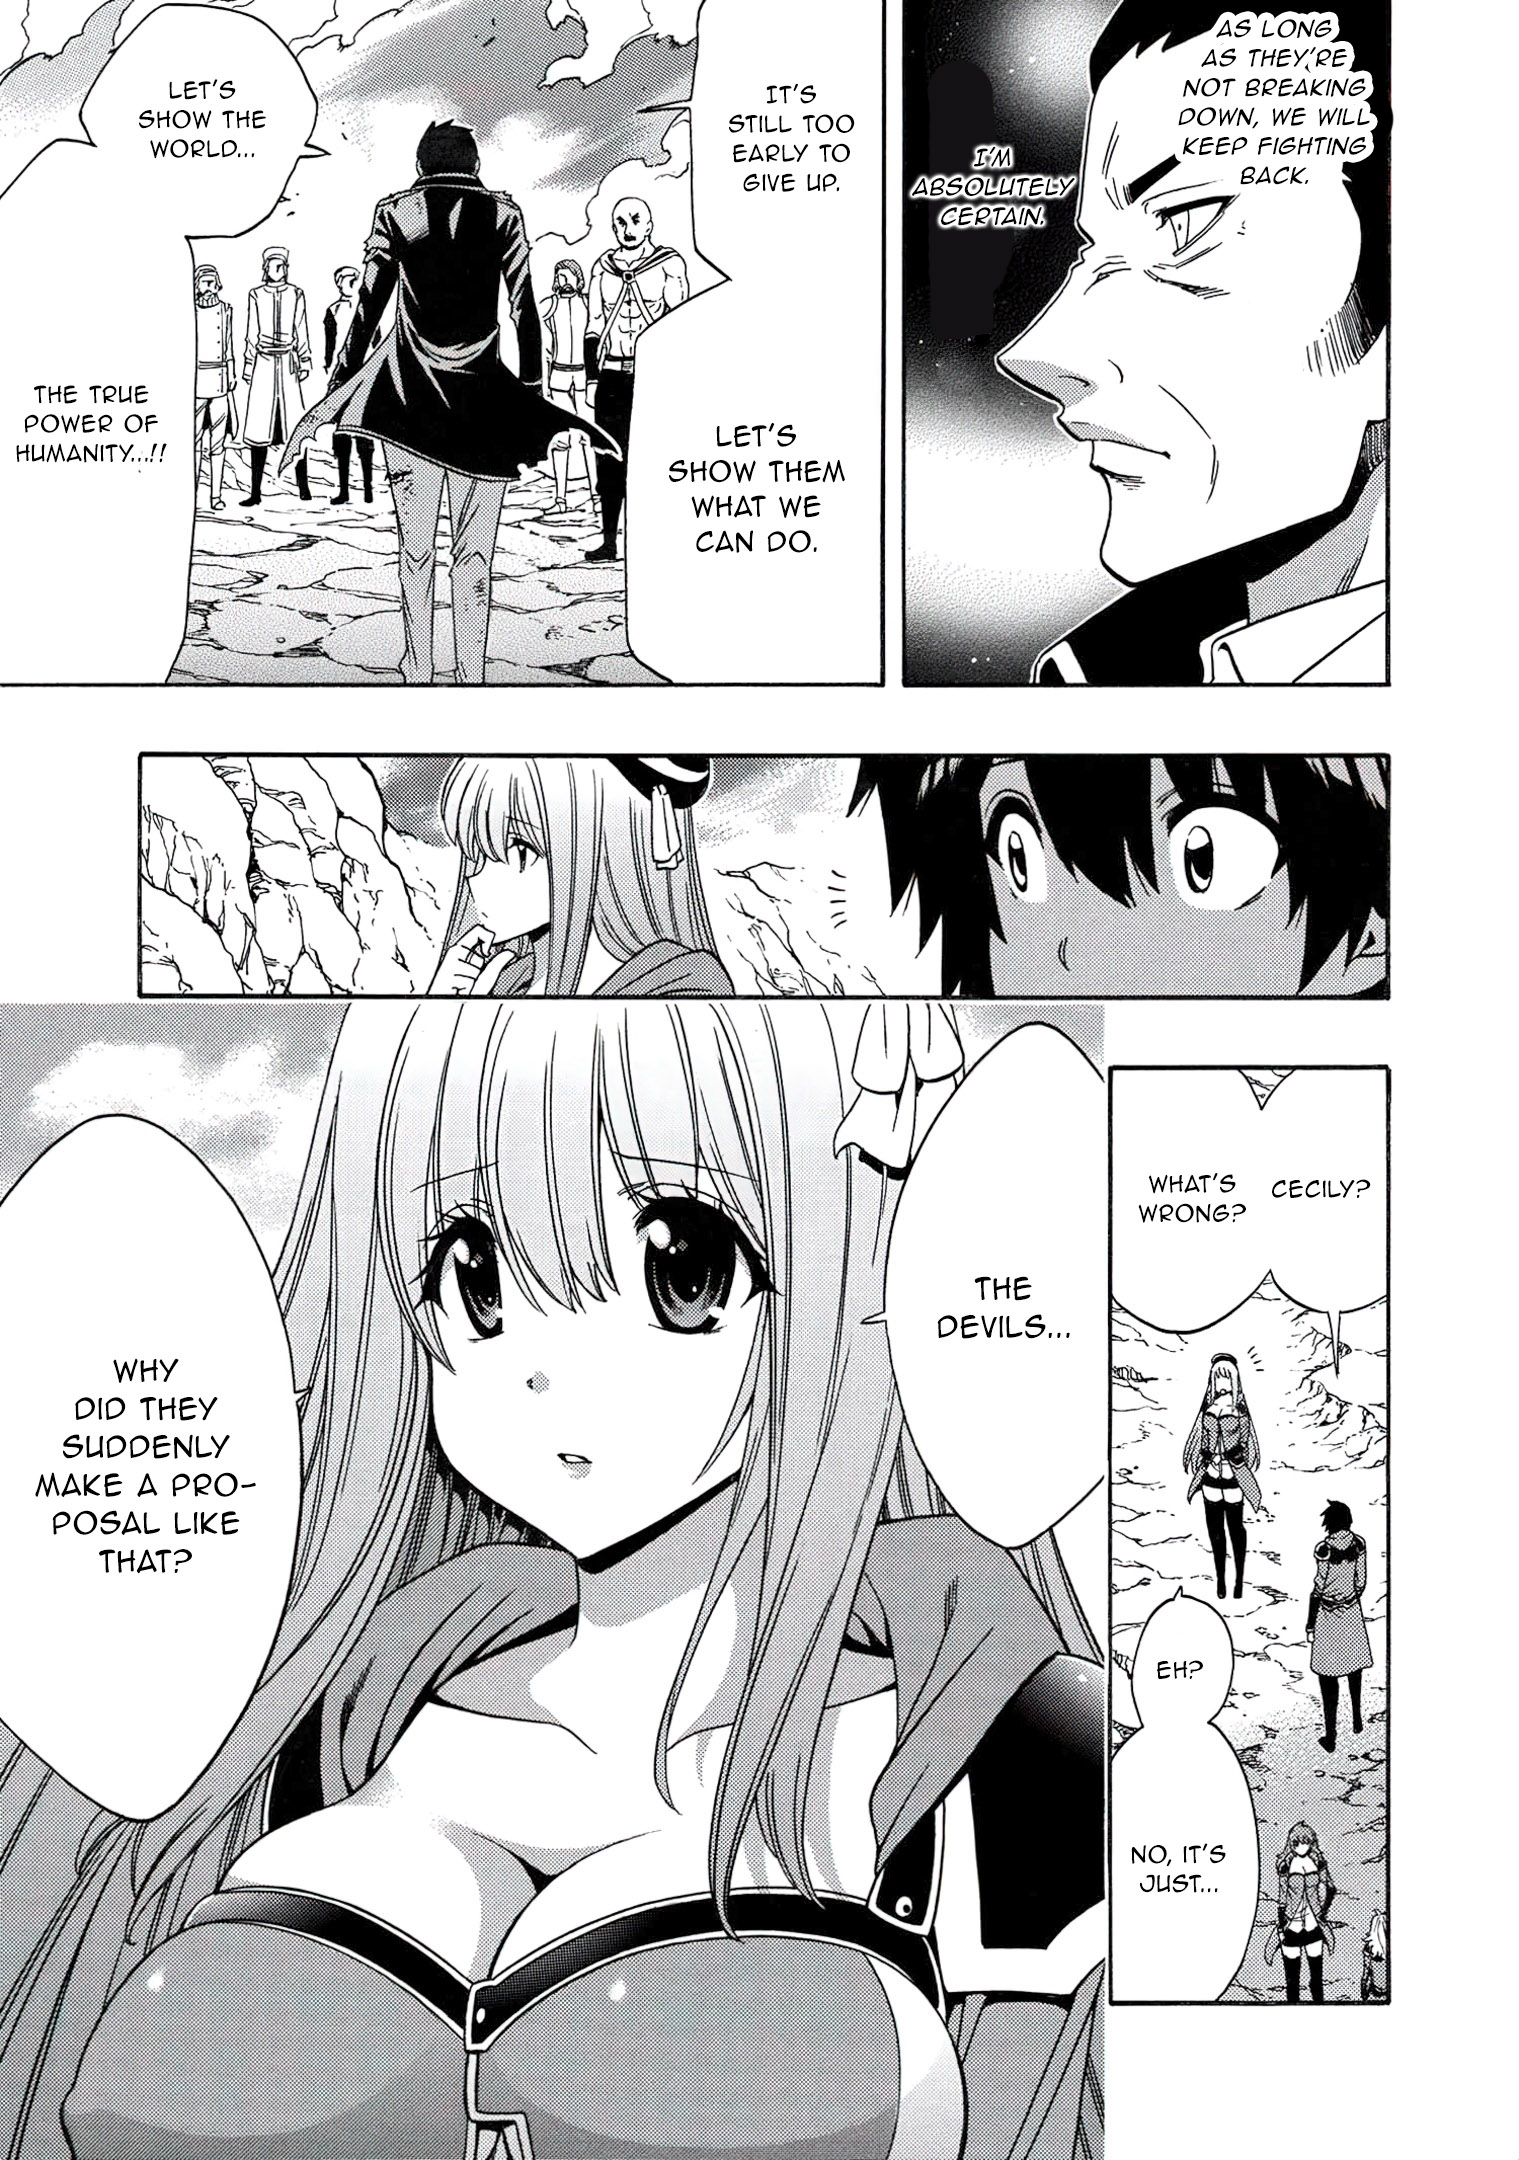 AS LONG
AS THEY'RE
NOT BREAKING
DOWN, WE WILL
KEEP FIGHTING
BACK.
I'M
ABSOLUTELY
CERTAIN.
IT'S
STILL TOO
EARLY TO
GIVE UP.
LET'S
SHOW THEM
WHAT WE
CAN DO.
LET'S
SHOW THE
WORLD...
THE TRUE
POWER OF
HUMANITY...!!
CECILY?
WHAT'S
WRONG?
EH?
NO, IT'S
JUST...
THE
DEVILS...
WHY
DID THEY
SUDDENLY
MAKE A PRO-
POSAL LIKE
THAT?